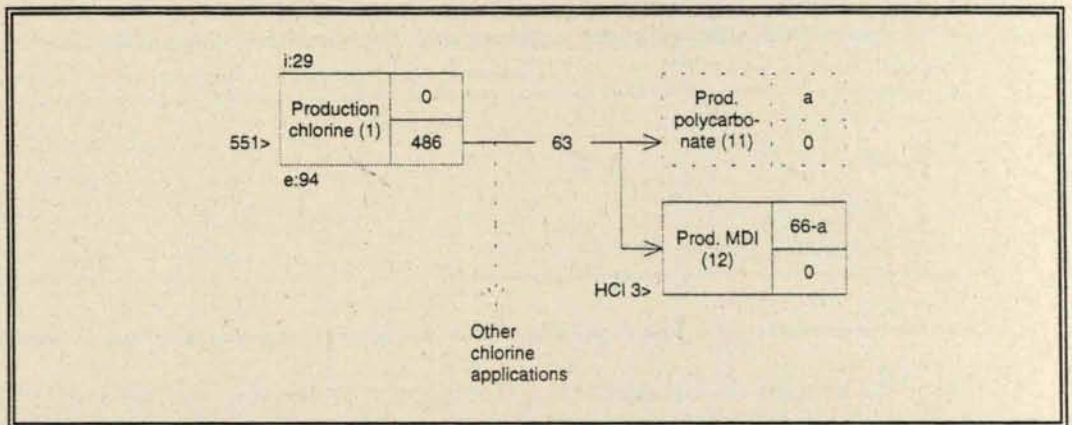 i:29
Production
chlorine (1)
0
486
551>
e:94
63
Prod.
polycarbo-
nate (11)
a
0
Prod. MDI
(12)
66-a
0
HCl 3>
Other
chlorine
applications